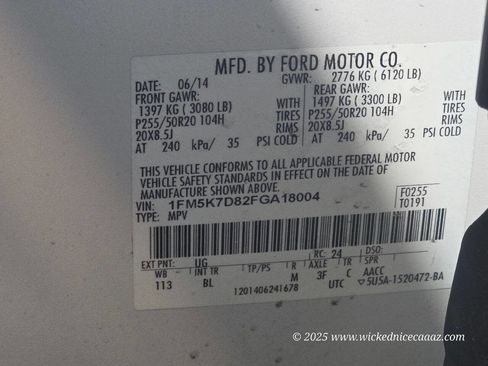 MFD. BY FORD MOTOR CO.
DATE: 06/14 GVWR: 2776 KG ( 6120 LB)
FRONT GAWR: REAR GAWR:
1397 KG ( 3080 LB) WITH 1497 KG ( 3300 LB) WITH
P255/50R20 104H TIRES P255/50R20 104H TIRES
20X8.5J RIMS 20X8.5J RIMS
AT 240 kPa/ 35 PSI COLD AT 240 kPa/ 35 PSI COLD
THIS VEHICLE CONFORMS TO ALL APPLICABLE FEDERAL MOTOR
VEHICLE SAFETY STANDARDS IN EFFECT ON THE DATE OF
MANUFACTURE SHOWN ABOVE.
VIN: 1FM5K7D82FGA18004 F0255
TYPE: MPV T0191
EXT PNT: UG RC: 24 DSO:
WB INT TR TP/PS R AXLE TR SPR
113 BL M 3F C AACC
1201406241678 UTC ▽5U5A-1520472-BA
© 2025 www.wickednicecaaaz.com